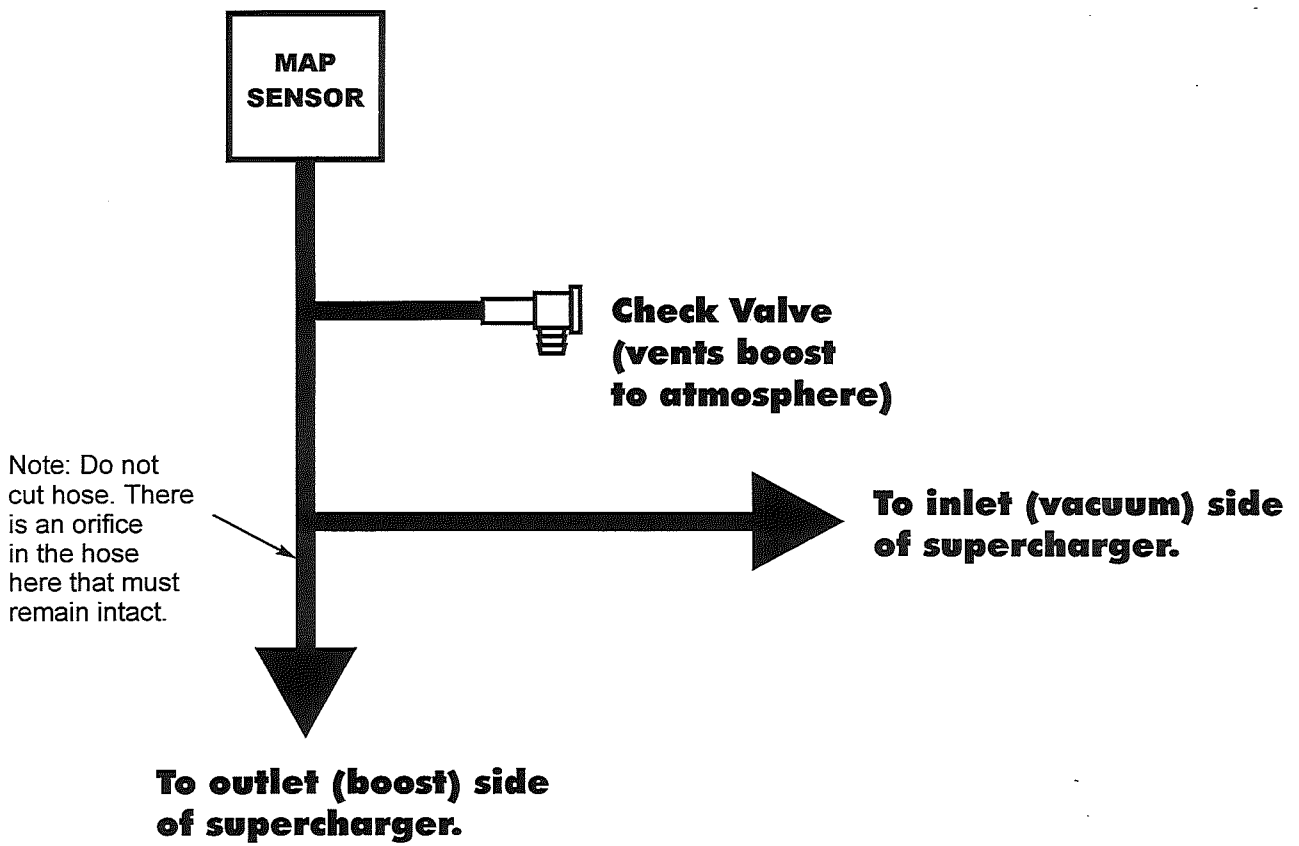 MAP
SENSOR
Check Valve
(vents boost
to atmosphere)
Note: Do not
cut hose. There
is an orifice
in the hose
here that must
remain intact.
To inlet (vacuum) side
of supercharger.
To outlet (boost) side
of supercharger.